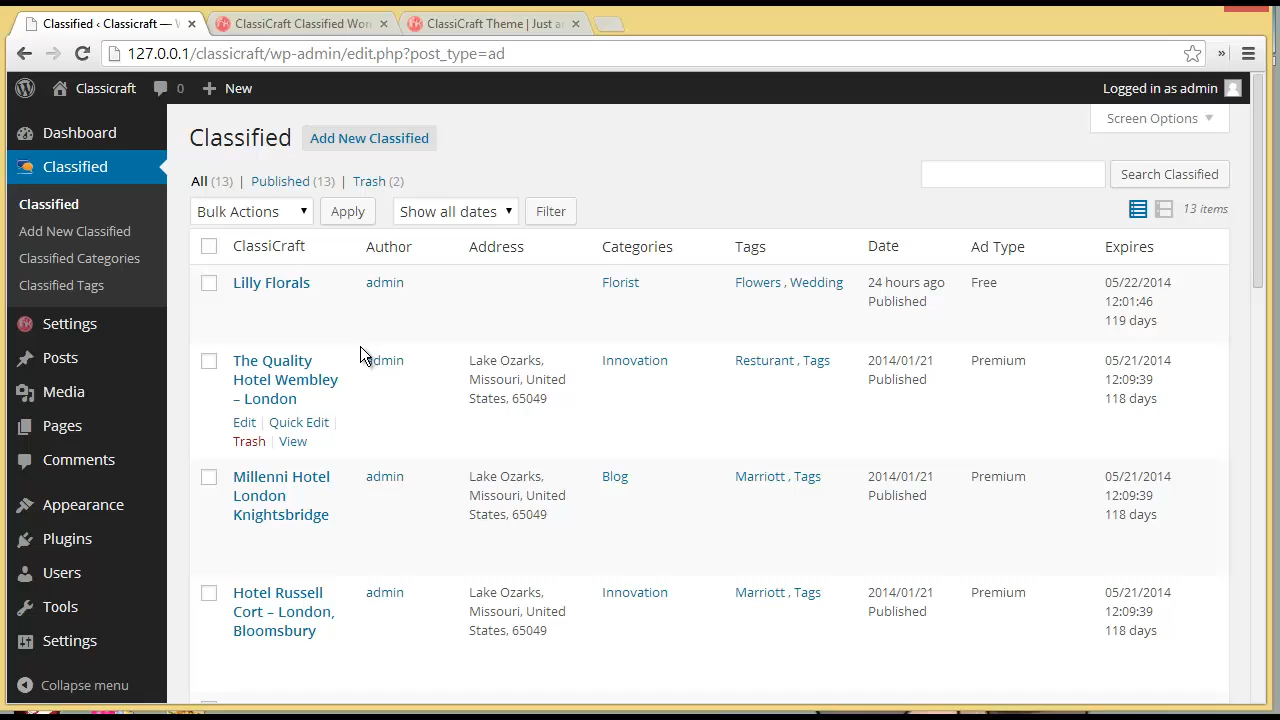 Classified ‹ Classicraft — W
ClassiCraft Classified Wor
ClassiCraft Theme | Just a
127.0.0.1/classicraft/wp-admin/edit.php?post_type=ad
»
Classicraft 0 New Logged in as admin
Screen Options
Dashboard
Classified
Classified
Add New Classified
Classified Categories
Classified Tags
Settings
Posts
Media
Pages
Comments
Appearance
Plugins
Users
Tools
Settings
Collapse menu
Classified Add New Classified
All (13) | Published (13) | Trash (2)
Search Classified
Bulk Actions Apply Show all dates Filter 13 items
ClassiCraft Author Address Categories Tags Date Ad Type Expires
Lilly Florals admin Florist Flowers , Wedding 24 hours ago Free 05/22/2014
Published 12:01:46
119 days
The Quality admin Lake Ozarks, Innovation Resturant , Tags 2014/01/21 Premium 05/21/2014
Hotel Wembley Missouri, United Published 12:09:39
– London States, 65049 118 days
Edit | Quick Edit |
Trash | View
Millenni Hotel admin Lake Ozarks, Blog Marriott , Tags 2014/01/21 Premium 05/21/2014
London Missouri, United Published 12:09:39
Knightsbridge States, 65049 118 days
Hotel Russell admin Lake Ozarks, Innovation Marriott , Tags 2014/01/21 Premium 05/21/2014
Cort – London, Missouri, United Published 12:09:39
Bloomsbury States, 65049 118 days